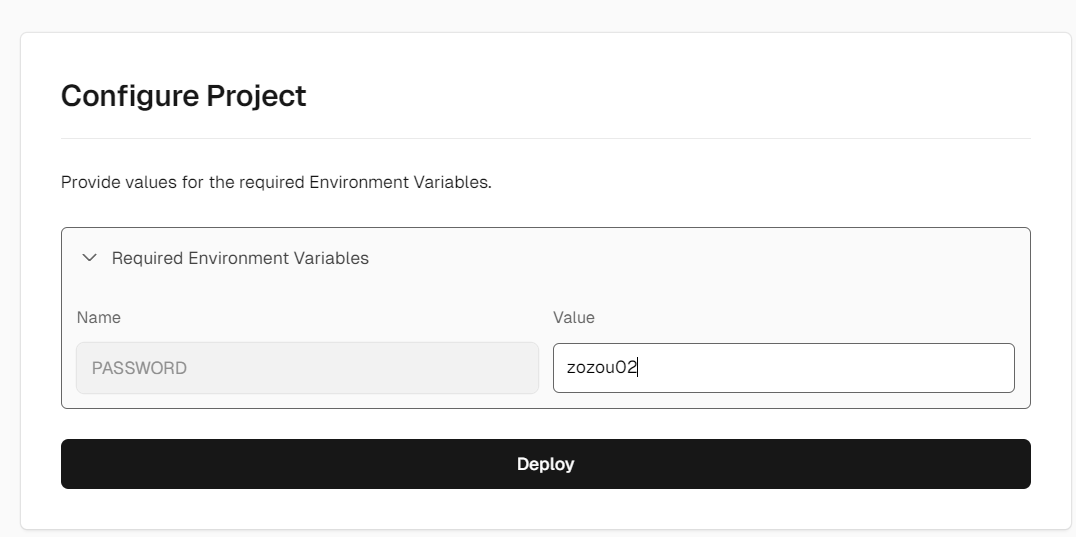 Configure Project
Provide values for the required Environment Variables.
Required Environment Variables
Name Value
PASSWORD zozou02
Deploy